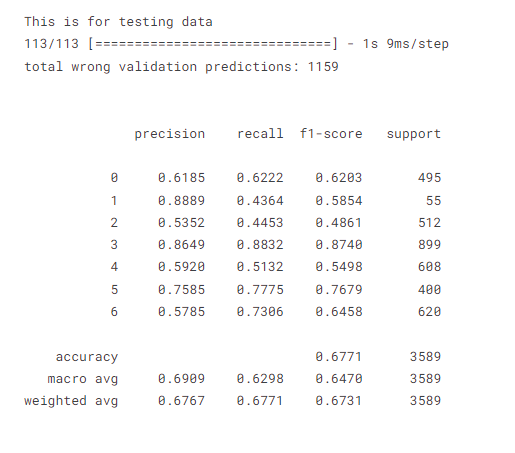 This is for testing data
113/113 [==============================] - 1s 9ms/step
total wrong validation predictions: 1159
precision recall f1-score support
0 0.6185 0.6222 0.6203 495
1 0.8889 0.4364 0.5854 55
2 0.5352 0.4453 0.4861 512
3 0.8649 0.8832 0.8740 899
4 0.5920 0.5132 0.5498 608
5 0.7585 0.7775 0.7679 400
6 0.5785 0.7306 0.6458 620
accuracy 0.6771 3589
macro avg 0.6909 0.6298 0.6470 3589
weighted avg 0.6767 0.6771 0.6731 3589